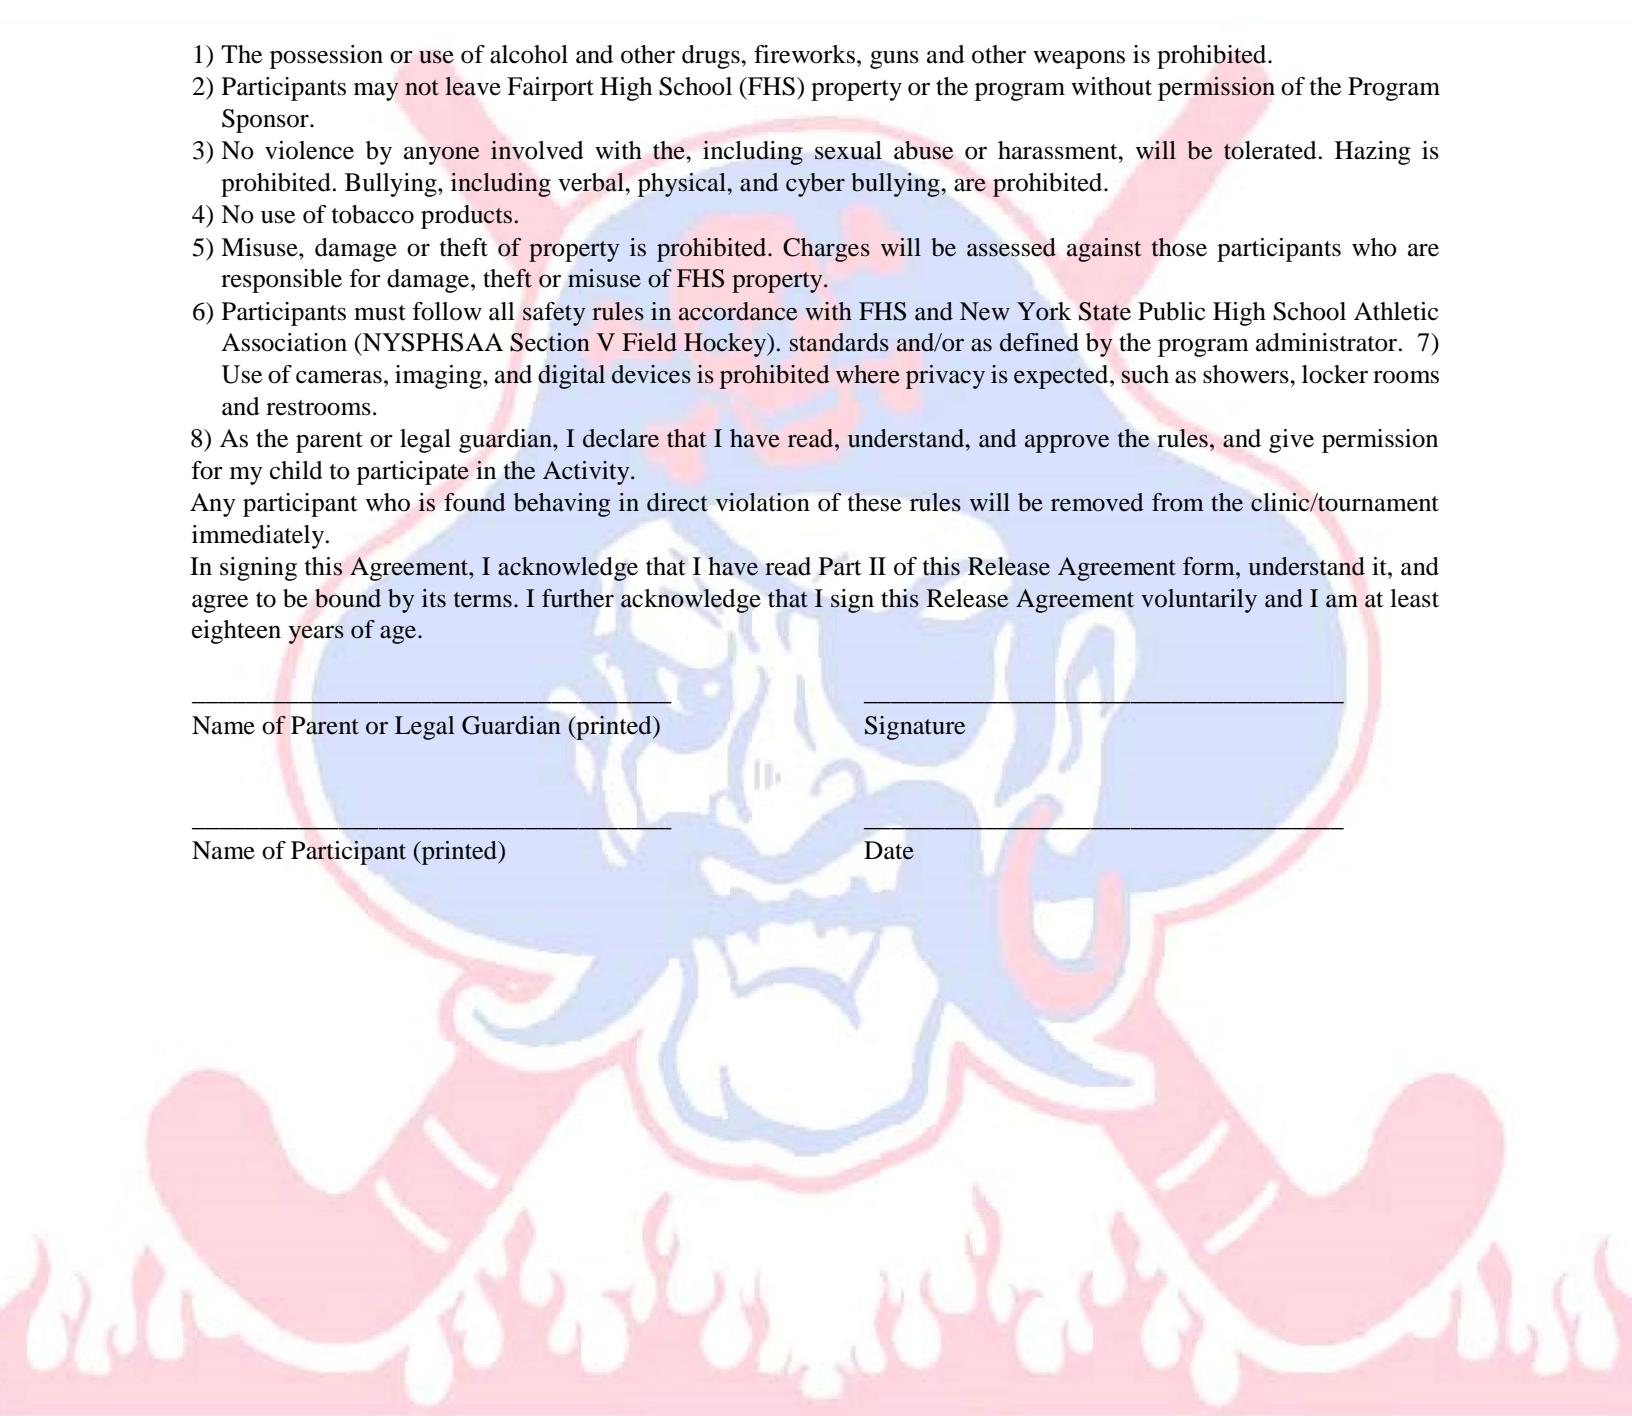 1) The possession or use of alcohol and other drugs, fireworks, guns and other weapons is prohibited.
2) Participants may not leave Fairport High School (FHS) property or the program without permission of the Program
Sponsor.
3) No violence by anyone involved with the, including sexual abuse or harassment, will be tolerated. Hazing is
prohibited. Bullying, including verbal, physical, and cyber bullying, are prohibited.
4) No use of tobacco products.
5) Misuse, damage or theft of property is prohibited. Charges will be assessed against those participants who are
responsible for damage, theft or misuse of FHS property.
6) Participants must follow all safety rules in accordance with FHS and New York State Public High School Athletic
Association (NYSPHSAA Section V Field Hockey). standards and/or as defined by the program administrator. 7)
Use of cameras, imaging, and digital devices is prohibited where privacy is expected, such as showers, locker rooms
and restrooms.
8) As the parent or legal guardian, I declare that I have read, understand, and approve the rules, and give permission
for my child to participate in the Activity.
Any participant who is found behaving in direct violation of these rules will be removed from the clinic/tournament
immediately.
In signing this Agreement, I acknowledge that I have read Part II of this Release Agreement form, understand it, and
agree to be bound by its terms. I further acknowledge that I sign this Release Agreement voluntarily and I am at least
eighteen years of age.
____________________________________ ____________________________________
Name of Parent or Legal Guardian (printed) Signature
____________________________________ ____________________________________
Name of Participant (printed) Date